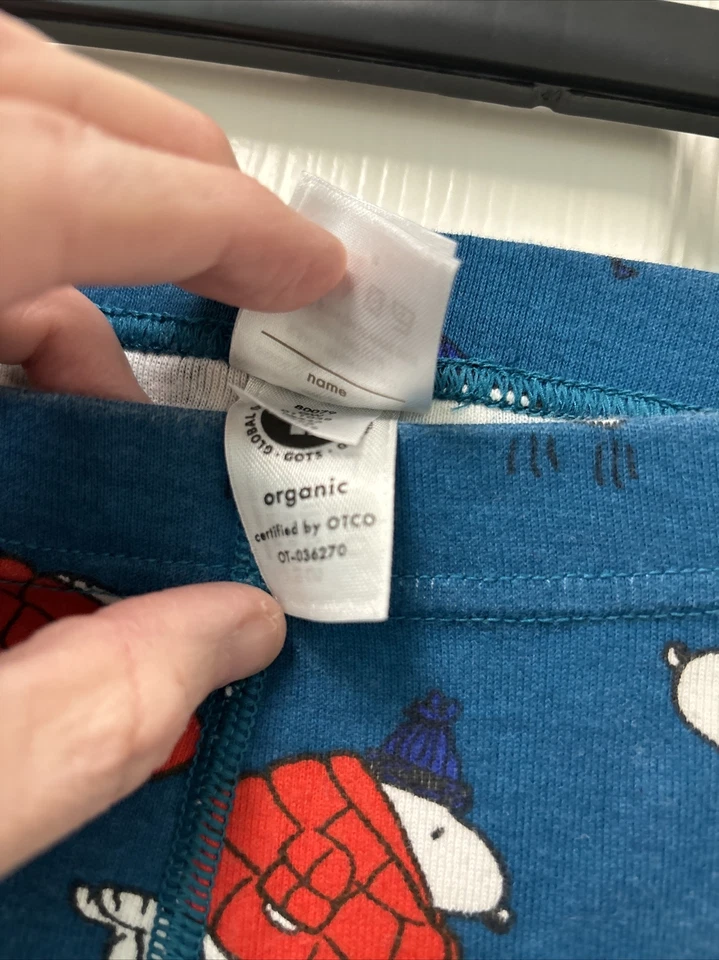 name
GLOBAL
· GOTS ·
organic
certified by OTCO
OT-036270